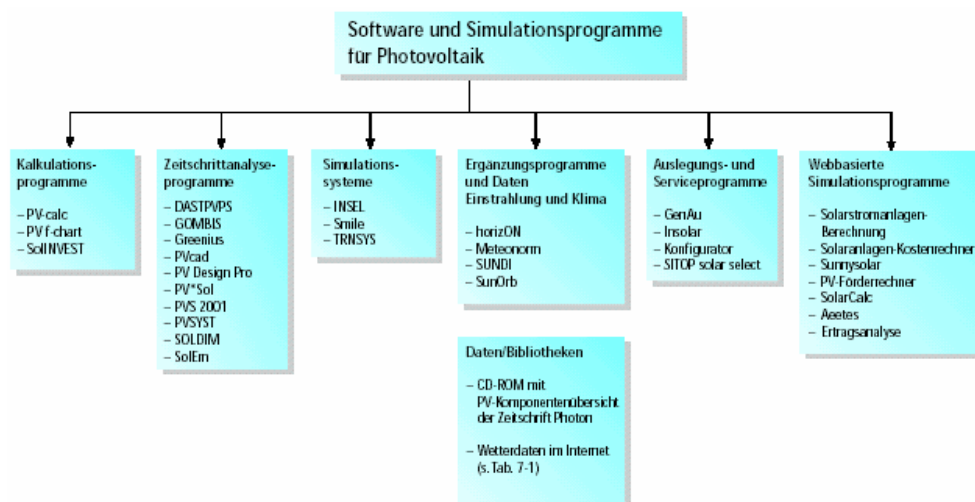 Software und Simulationsprogramme
für Photovoltaik
Kalkulations-
programme
– PV-calc
– PV f-chart
– SolINVEST
Zeitschrittanalyse-
programme
– DASTPVPS
– GOMBIS
– Greenius
– PVcad
– PV Design Pro
– PV*Sol
– PVS 2001
– PVSYST
– SOLDIM
– SolEm
Simulations-
systeme
– INSEL
– Smile
– TRNSYS
Ergänzungsprogramme
und Daten
Einstrahlung und Klima
– horizON
– Meteonorm
– SUNDI
– SunOrb
Daten/Bibliotheken
– CD-ROM mit
PV-Komponentenübersicht
der Zeitschrift Photon
– Wetterdaten im Internet
(s. Tab. 7-1)
Auslegungs- und
Serviceprogramme
– GenAu
– Insolar
– Konfigurator
– SITOP solar select
Webbasierte
Simulationsprogramme
– Solarstromanlagen-
Berechnung
– Solaranlagen-Kostenrechner
– Sunnysolar
– PV-Förderrechner
– SolarCalc
– Aeetes
– Ertragsanalyse